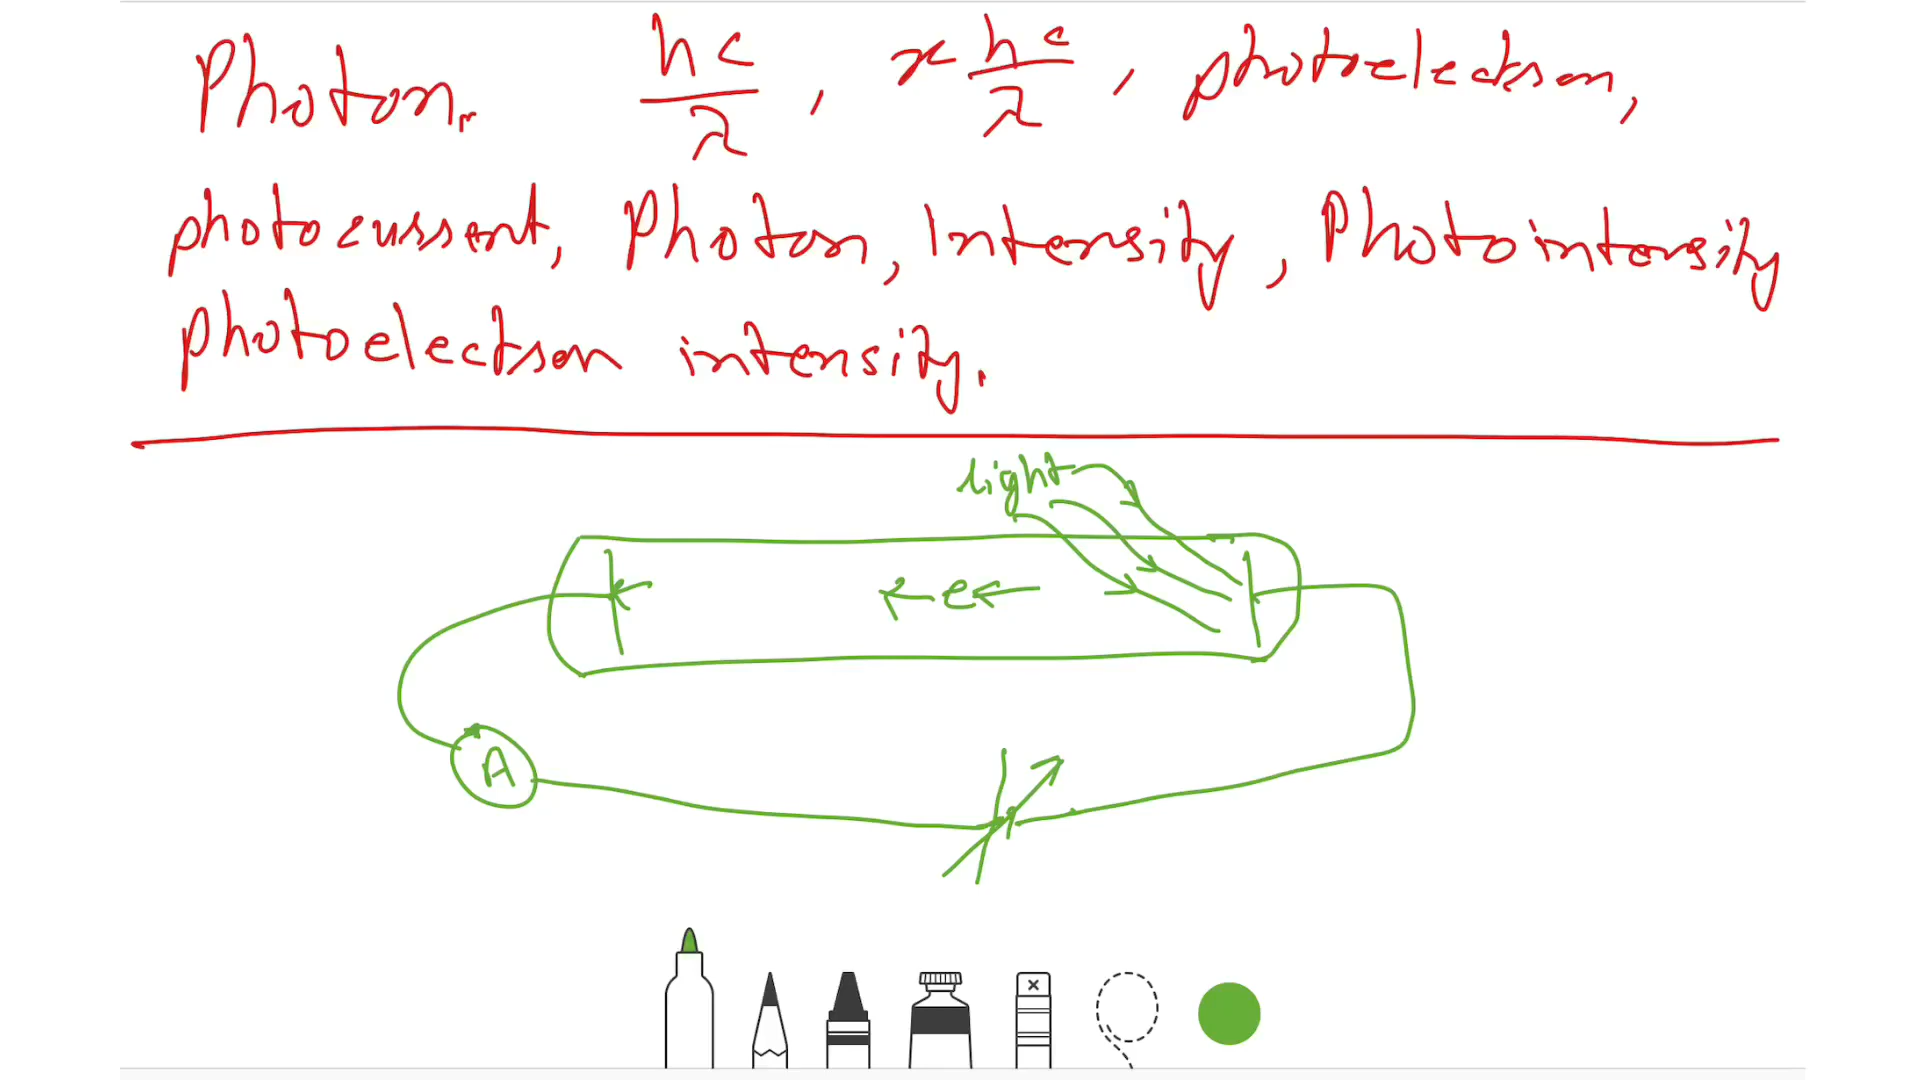 Photon. hc/λ, x hc/λ, photoelectron,
photocurrent, Photon, Intensity, Photointensity
Photoelectron intensity.
light
e
A